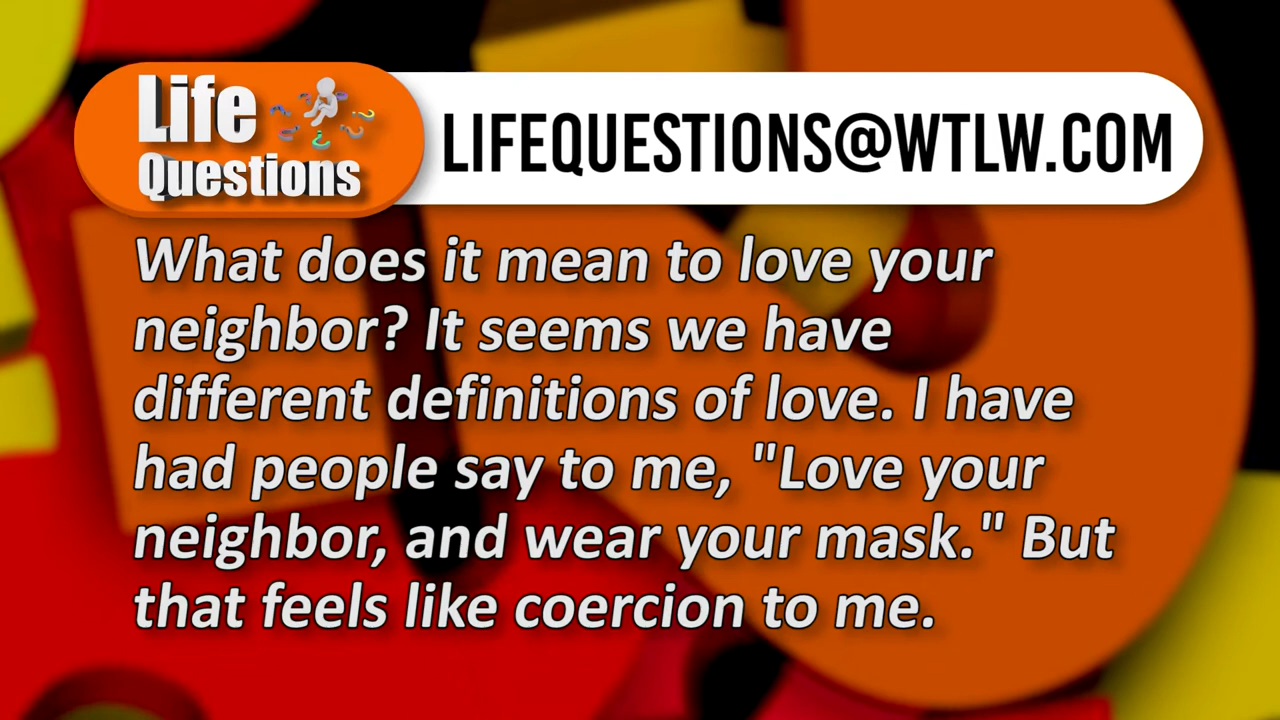 Life
Questions
LIFEQUESTIONS@WTLW.COM
What does it mean to love your
neighbor? It seems we have
different definitions of love. I have
had people say to me, "Love your
neighbor, and wear your mask." But
that feels like coercion to me.